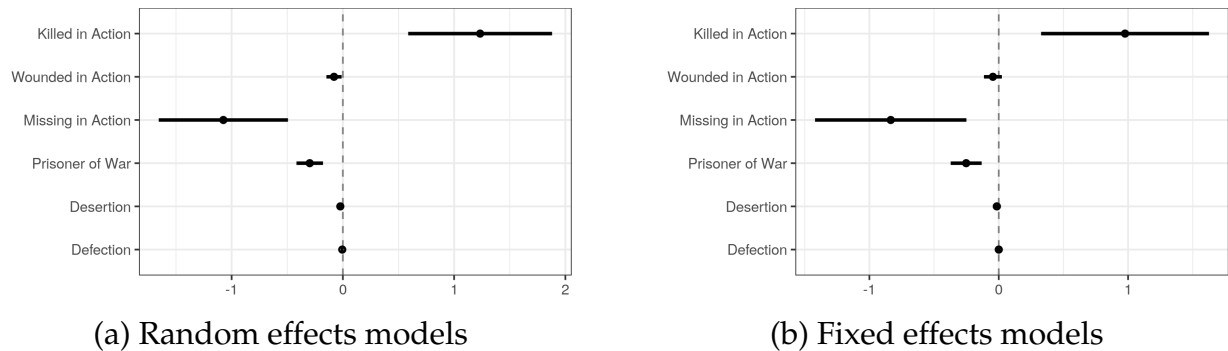 Killed in Action
Wounded in Action
Missing in Action
Prisoner of War
Desertion
Defection
-1 0 1 2
(a) Random effects models
Killed in Action
Wounded in Action
Missing in Action
Prisoner of War
Desertion
Defection
-1 0 1
(b) Fixed effects models